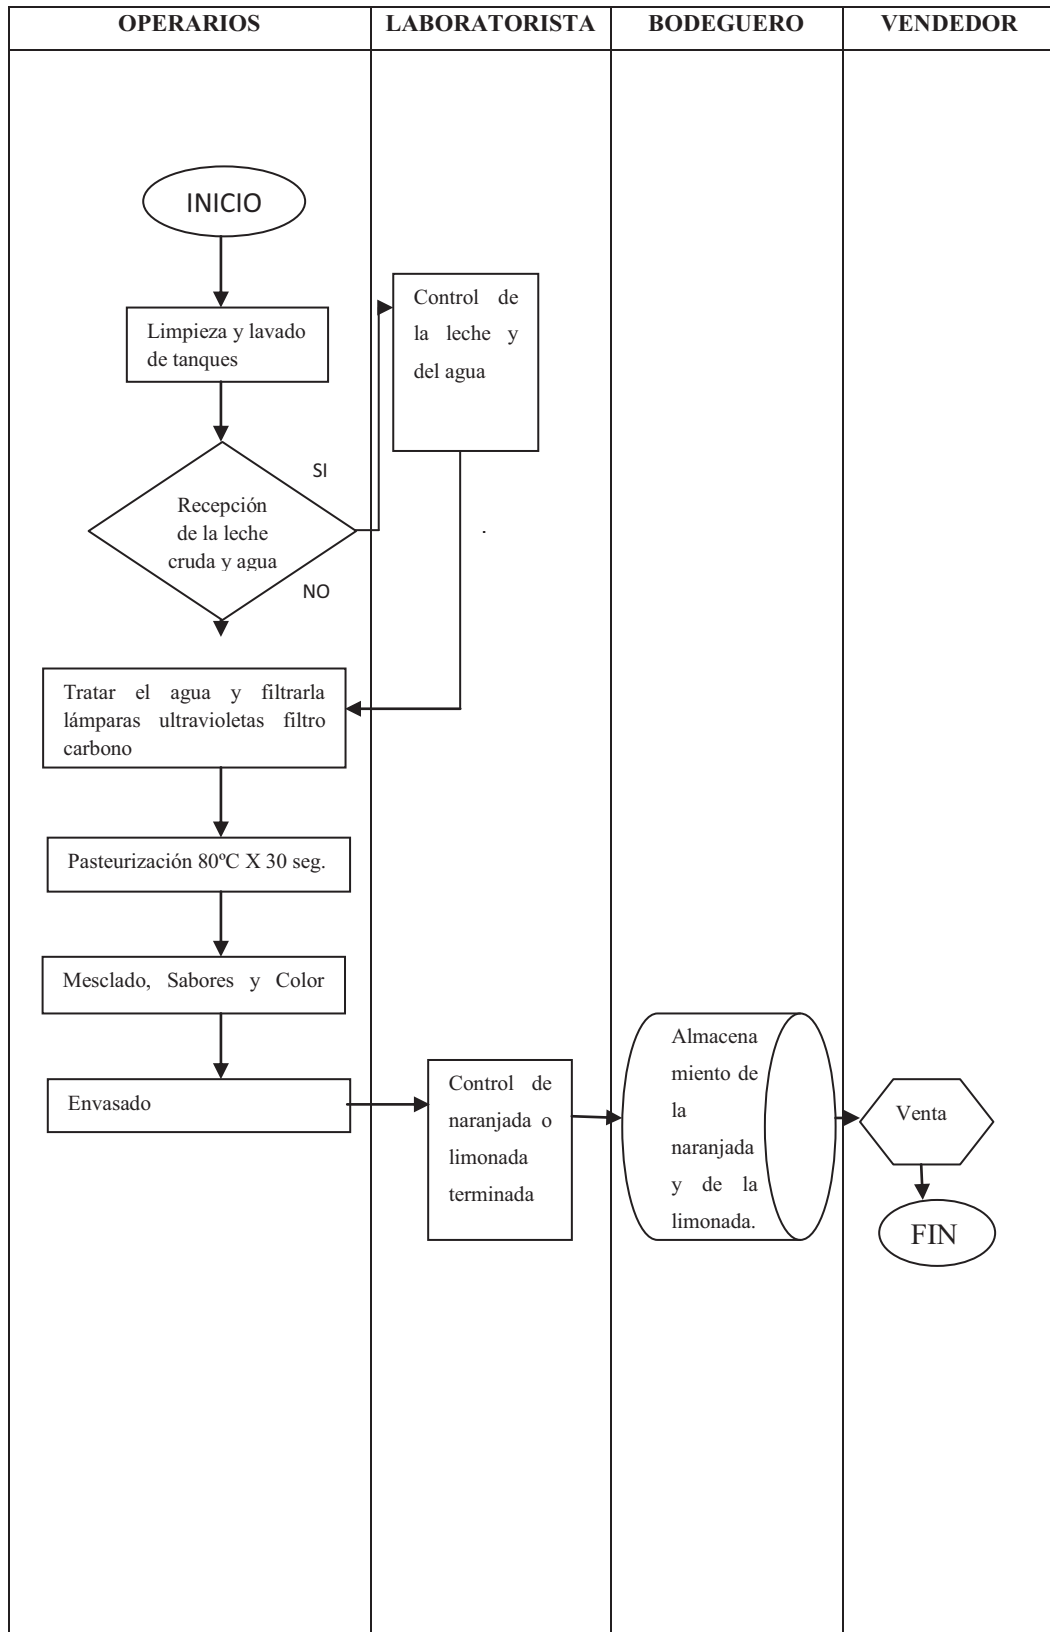 OPERARIOS
LABORATORISTA
BODEGUERO
VENDEDOR
INICIO
Limpieza y lavado
de tanques
Control de
la leche y
del agua
SI
Recepción
de la leche
cruda y agua
NO
.
Tratar el agua y filtrarla
lámparas ultravioletas filtro
carbono
Pasteurización 80ºC X 30 seg.
Mesclado, Sabores y Color
Envasado
Control de
naranjada o
limonada
terminada
Almacena
miento de
la
naranjada
y de la
limonada.
Venta
FIN